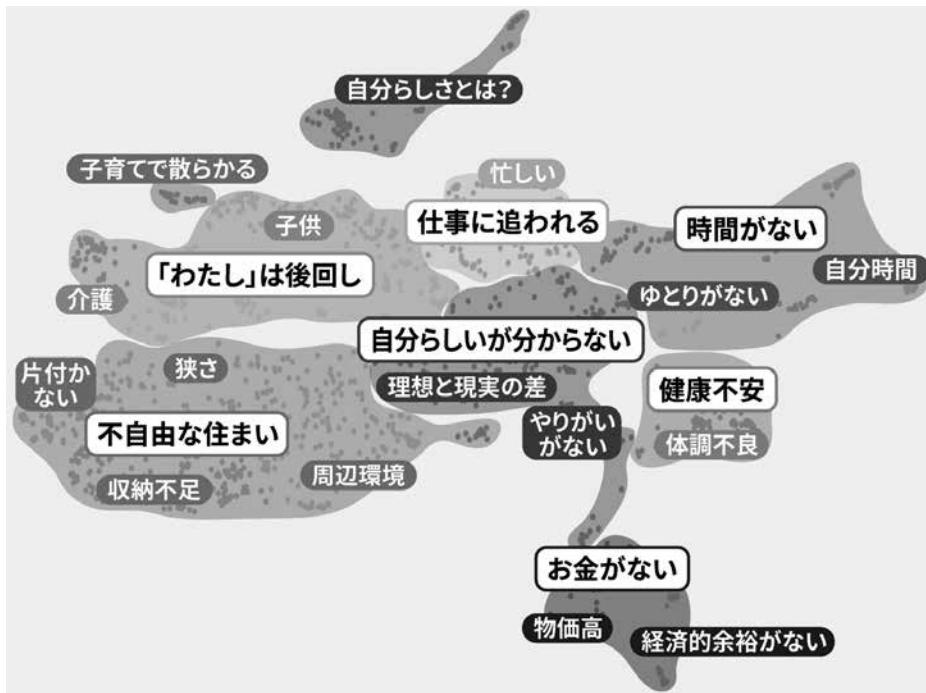 自分らしさとは？
子育てで散らかる
忙しい
子供
仕事に追われる
時間がない
「わたし」は後回し
自分時間
介護
ゆとりがない
自分らしいが分からない
狭さ
片付か
ない
理想と現実の差
健康不安
不自由な住まい
やりがい
がない
体調不良
周辺環境
収納不足
お金がない
物価高
経済的余裕がない